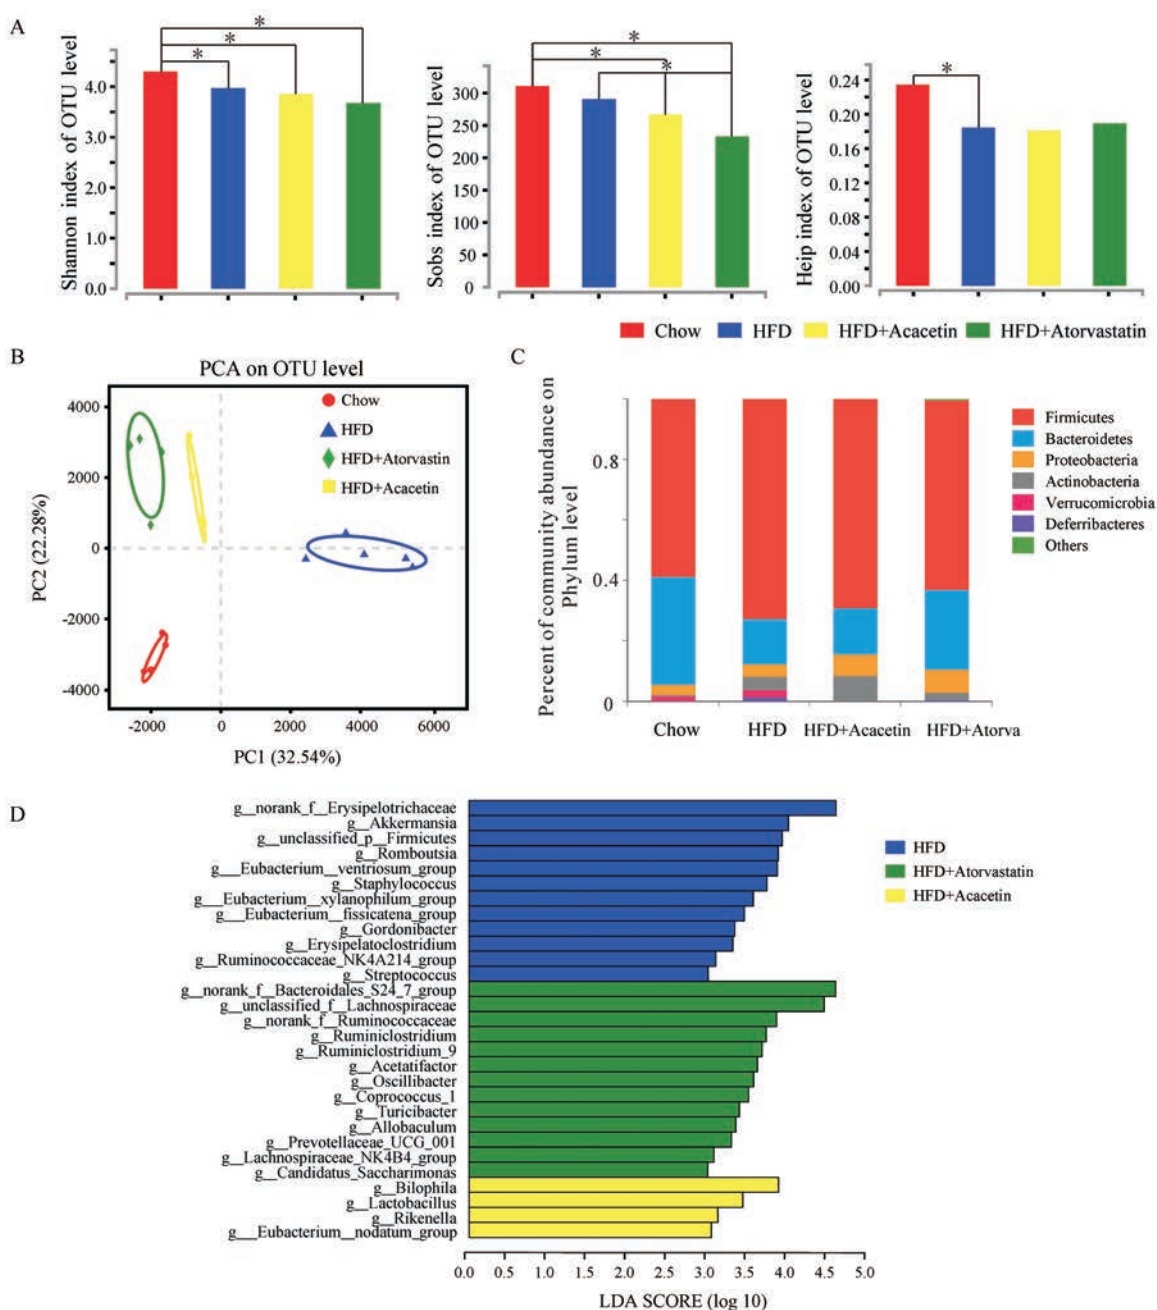 A
Shannon index of OTU level
4.0
3.0
2.0
1.0
0.0
*
*
*
Sobs index of OTU level
300
250
200
150
100
50
0
*
*
*
Heip index of OTU level
0.24
0.20
0.16
0.12
0.08
0.04
0.00
*
Chow
HFD
HFD+Acacetin
HFD+Atorvastatin
B
PCA on OTU level
PC2 (22.28%)
4000
2000
0
-2000
-4000
Chow
HFD
HFD+Atorvastin
HFD+Acacetin
-2000
0
2000
4000
6000
PC1 (32.54%)
C
Percent of community abundance on
Phylum level
0.8
0.4
0
Chow
HFD
HFD+Acacetin
HFD+Atorva
Firmicutes
Bacteroidetes
Proteobacteria
Actinobacteria
Verrucomicrobia
Deferribacteres
Others
D
g__norank_f__Erysipelotrichaceae
g__Akkermansia
g__unclassified_p__Firmicutes
g__Romboutsia
g___Eubacterium__ventriosum_group
g__Staphylococcus
g___Eubacterium__xylanophilum_group
g___Eubacterium__fissicatena_group
g__Gordonibacter
g__Erysipelatoclostridium
g__Ruminococcaceae_NK4A214_group
g__Streptococcus
g__norank_f__Bacteroidales_S24_7_group
g__unclassified_f__Lachnospiraceae
g__norank_f__Ruminococcaceae
g__Ruminiclostridium
g__Ruminiclostridium_9
g__Acetatifactor
g__Oscillibacter
g__Coprococcus_1
g__Turicibacter
g__Allobaculum
g__Prevotellaceae_UCG_001
g__Lachnospiraceae_NK4B4_group
g__Candidatus_Saccharimonas
g__Bilophila
g__Lactobacillus
g__Rikenella
g___Eubacterium__nodatum_group
HFD
HFD+Atorvastatin
HFD+Acacetin
0.0
0.5
1.0
1.5
2.0
2.5
3.0
3.5
4.0
4.5
5.0
LDA SCORE (log 10)